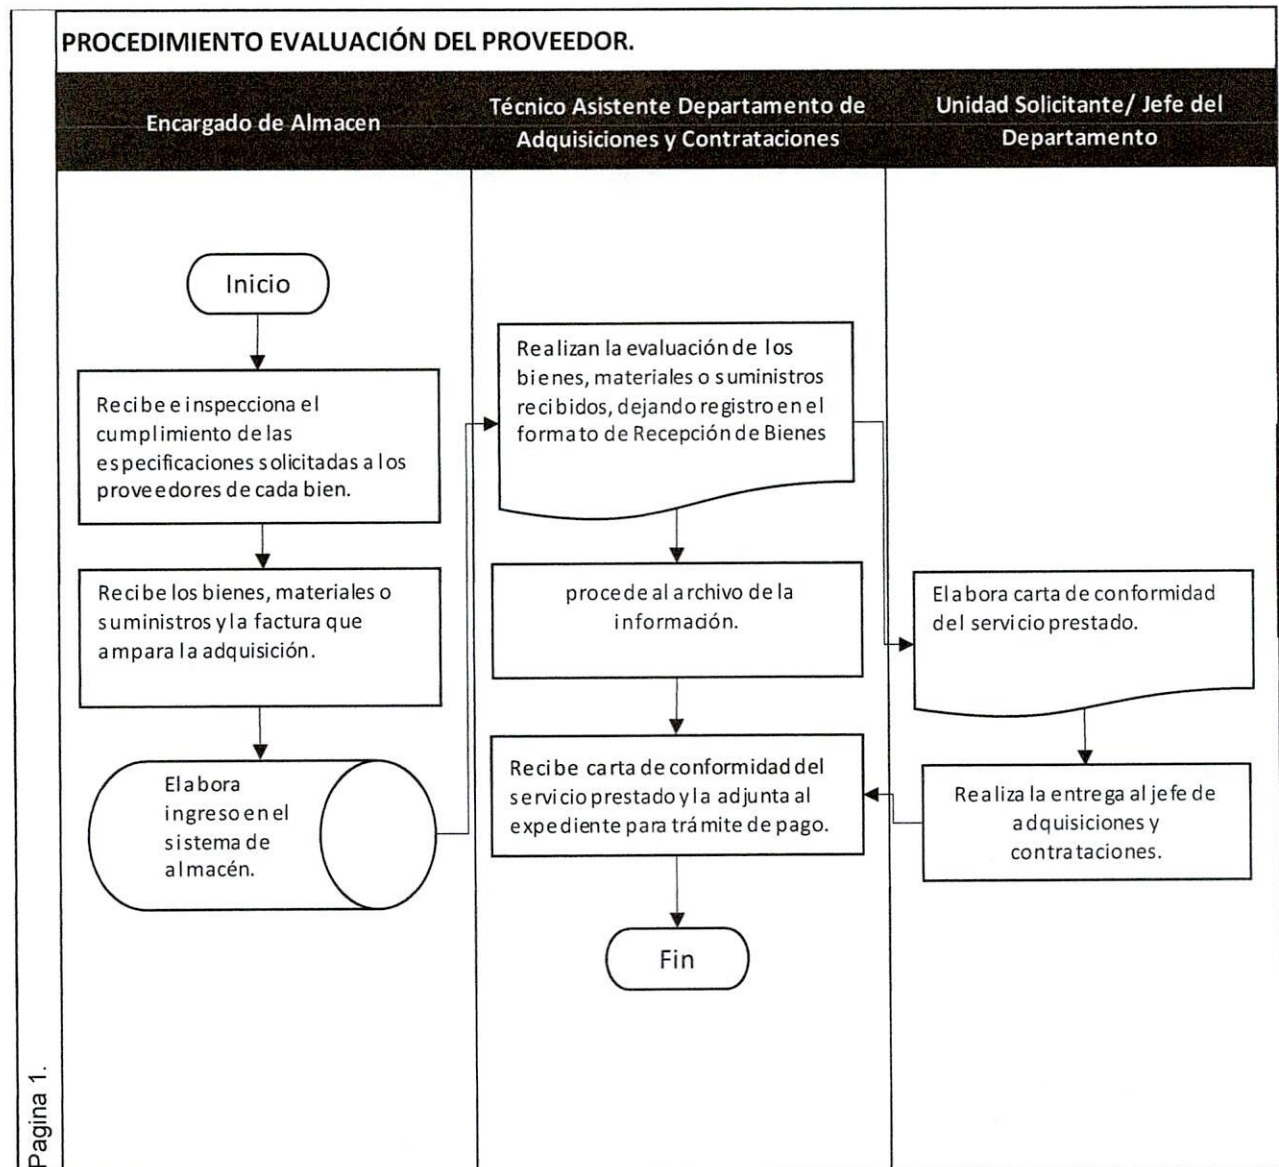 PROCEDIMIENTO EVALUACIÓN DEL PROVEEDOR.
Encargado de Almacen
Técnico Asistente Departamento de
Adquisiciones y Contrataciones
Unidad Solicitante/ Jefe del
Departamento
Inicio
Recibe e inspecciona el
cumplimiento de las
especificaciones solicitadas a los
proveedores de cada bien.
Recibe los bienes, materiales o
suministros y la factura que
ampara la adquisición.
Elabora
ingreso en el
sistema de
almacén.
Realizan la evaluación de los
bienes, materiales o suministros
recibidos, dejando registro en el
formato de Recepción de Bienes
procede al archivo de la
información.
Recibe carta de conformidad del
servicio prestado y la adjunta al
expediente para trámite de pago.
Fin
Elabora carta de conformidad
del servicio prestado.
Realiza la entrega al jefe de
adquisiciones y
contrataciones.
Pagina 1.